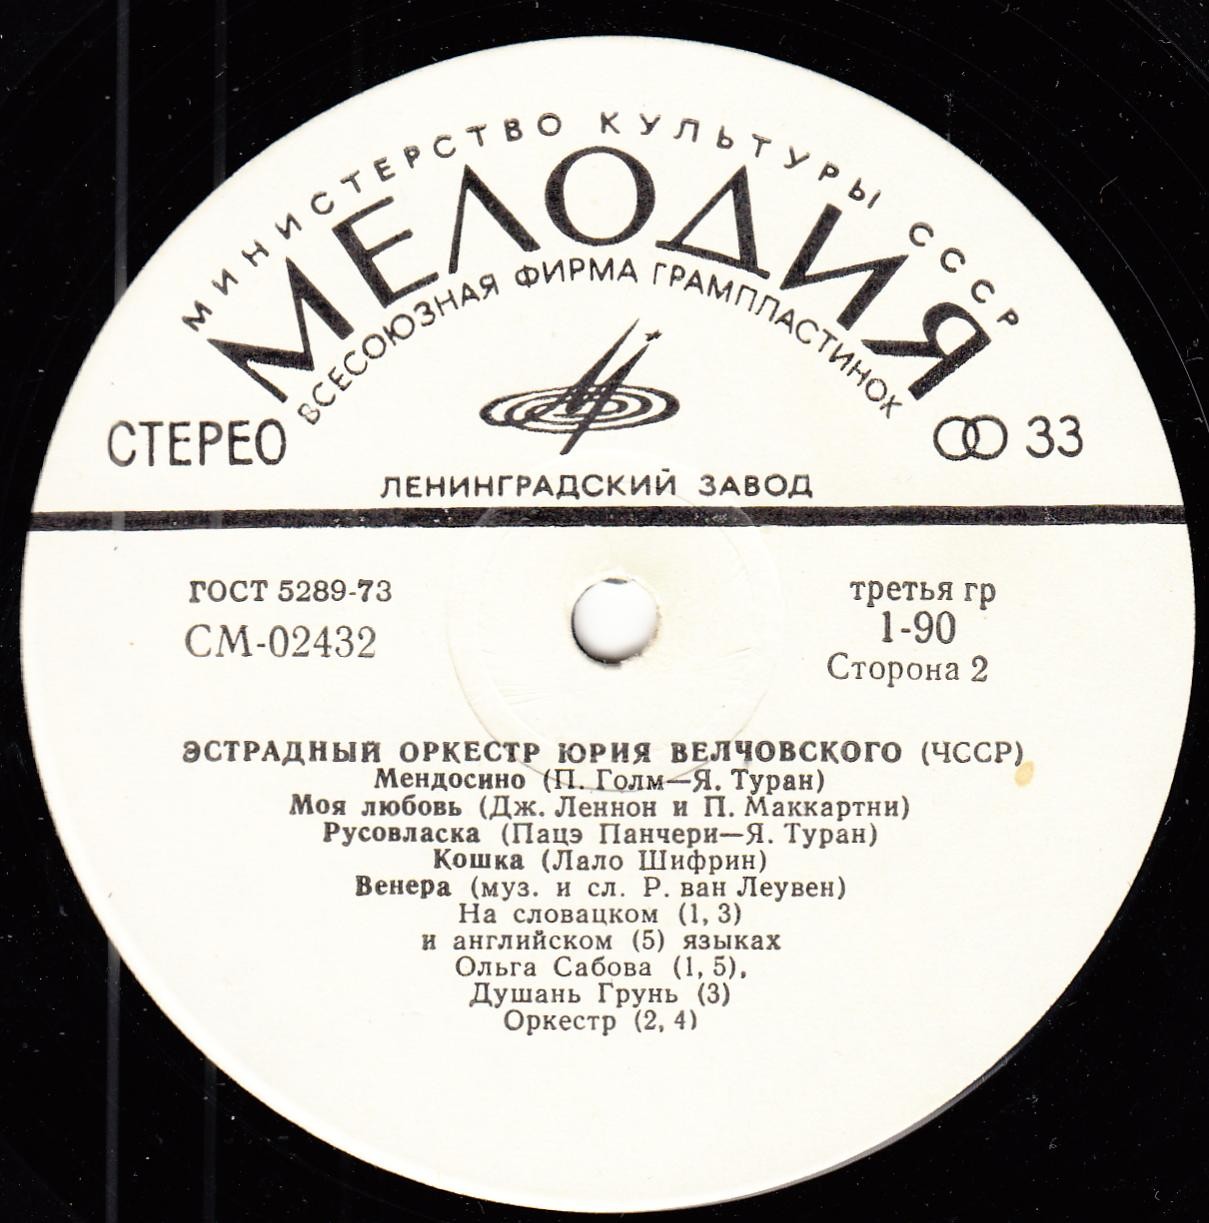 МИНИСТЕРСТВО КУЛЬТУРЫ СССР
МЕЛОДИЯ
ВСЕСОЮЗНАЯ ФИРМА ГРАМПЛАСТИНОК
СТЕРЕО
33
ЛЕНИНГРАДСКИЙ ЗАВОД
ГОСТ 5289-73
СМ-02432
третья гр
1-90
Сторона 2
ЭСТРАДНЫЙ ОРКЕСТР ЮРИЯ ВЕЛЧОВСКОГО (ЧССР)
Мендосино (П. Голм—Я. Туран)
Моя любовь (Дж. Леннон и П. Маккартни)
Русовласка (Пацэ Панчери—Я. Туран)
Кошка (Лало Шифрин)
Венера (муз. и сл. Р. ван Леувен)
На словацком (1, 3)
и английском (5) языках
Ольга Сабова (1, 5),
Душань Грунь (3)
Оркестр (2, 4)